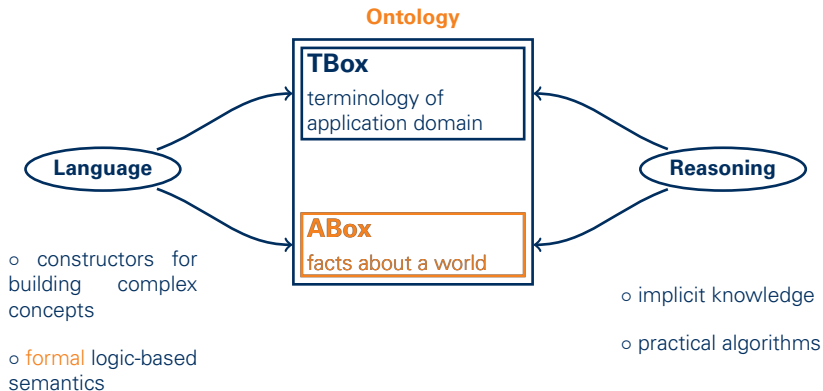 Ontology
TBox
terminology of
application domain
Language
Reasoning
ABox
facts about a world
○ constructors for
building complex
concepts
○ formal logic-based
semantics
○ implicit knowledge
○ practical algorithms